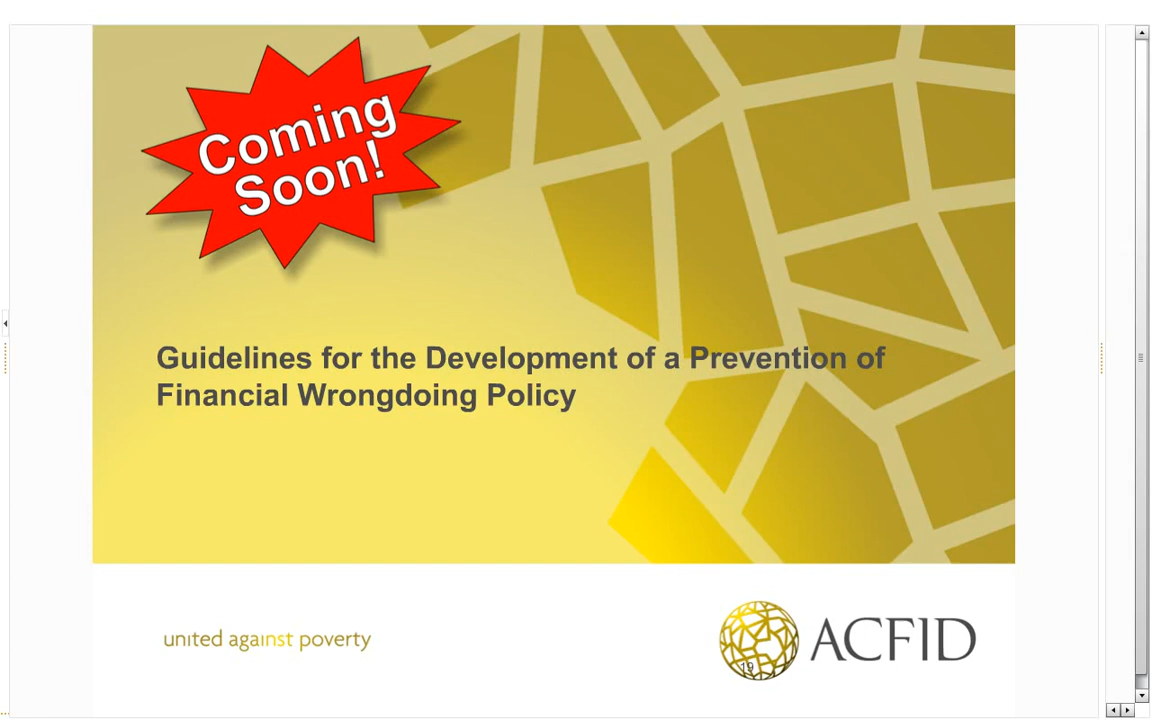 Coming
Soon!
Guidelines for the Development of a Prevention of
Financial Wrongdoing Policy
united against poverty
ACFID
19